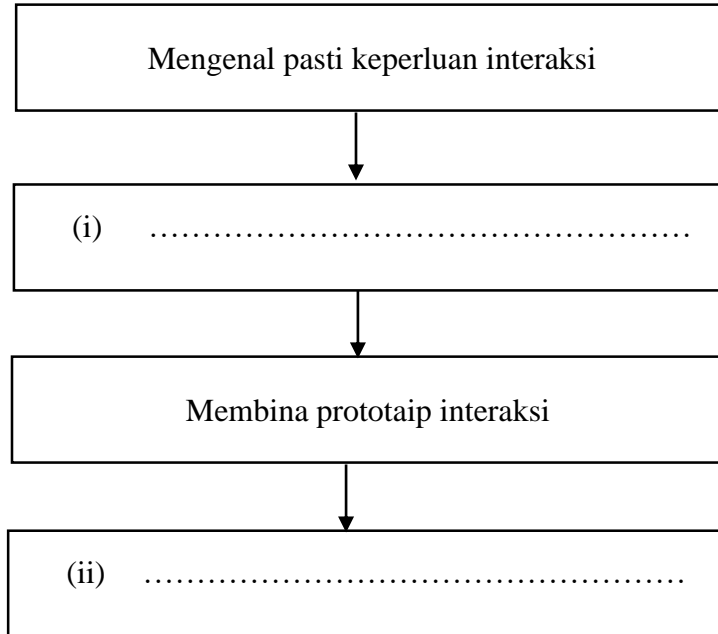 Mengenal pasti keperluan interaksi
(i) ……………………………………………
Membina prototaip interaksi
(ii) ……………………………………………